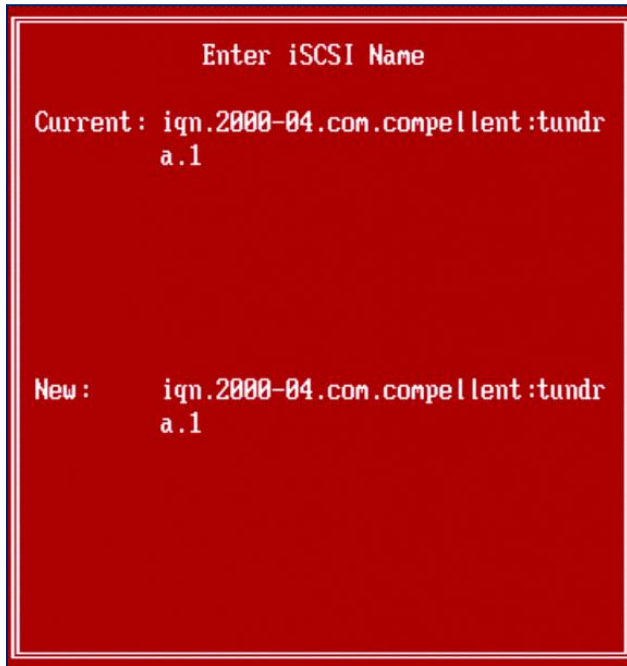 Enter iSCSI Name
Current: iqn.2000-04.com.compellent:tundr
a.1
New: iqn.2000-04.com.compellent:tundr
a.1